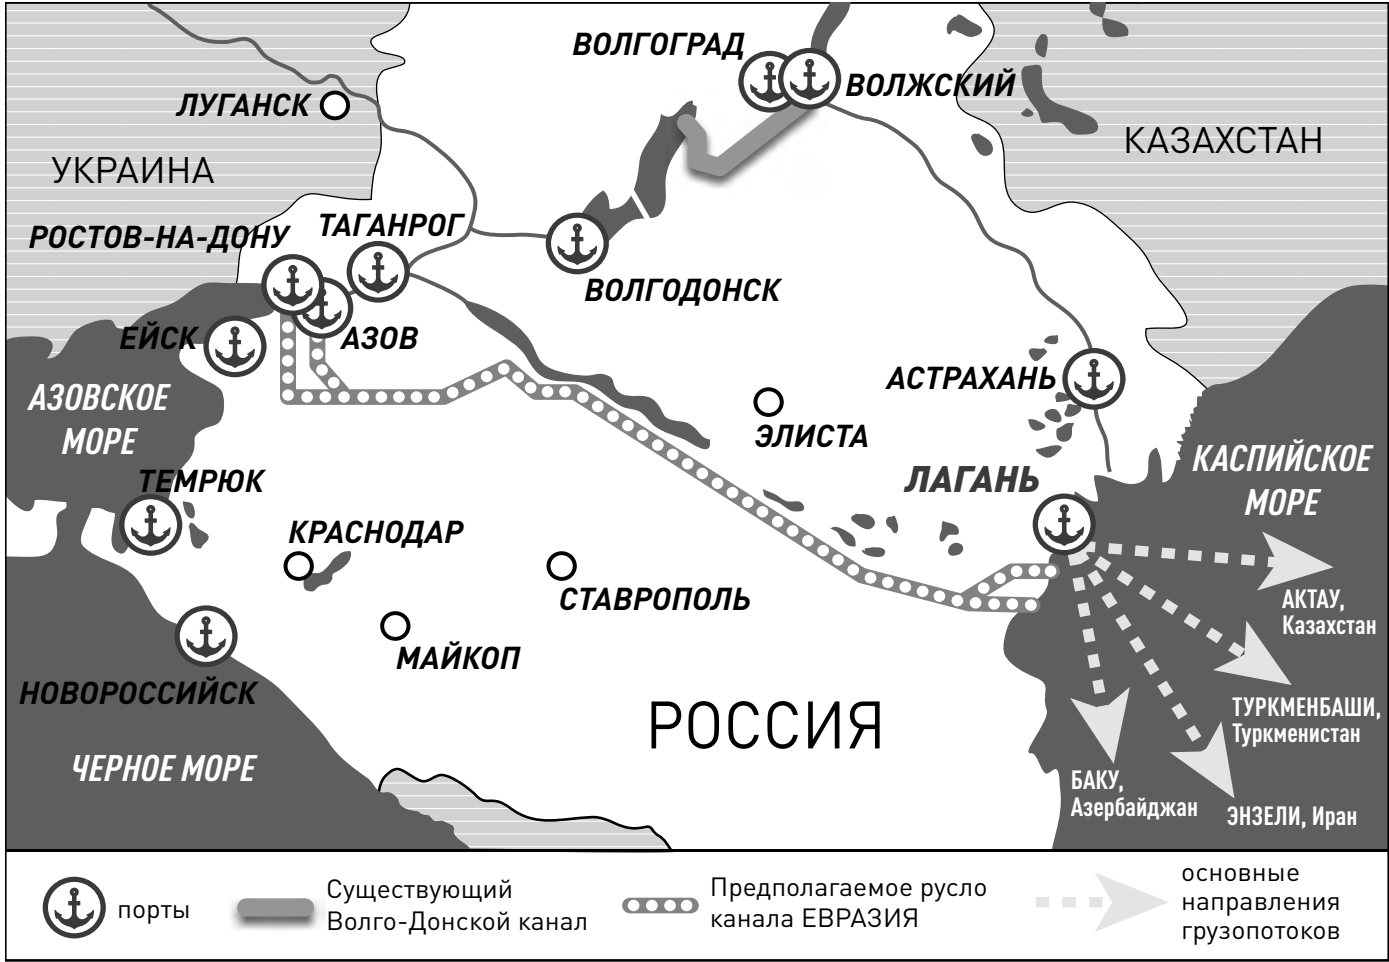 ВОЛГОГРАД
ВОЛЖСКИЙ
ЛУГАНСК
КАЗАХСТАН
УКРАИНА
ТАГАНРОГ
РОСТОВ-НА-ДОНУ
ВОЛГОДОНСК
ЕЙСК
АЗОВ
АСТРАХАНЬ
АЗОВСКОЕ
МОРЕ
ЭЛИСТА
КАСПИЙСКОЕ
МОРЕ
ТЕМРЮК
ЛАГАНЬ
КРАСНОДАР
СТАВРОПОЛЬ
АКТАУ,
Казахстан
МАЙКОП
НОВОРОССИЙСК
РОССИЯ
ТУРКМЕНБАШИ,
Туркменистан
ЧЕРНОЕ МОРЕ
БАКУ,
Азербайджан
ЭНЗЕЛИ, Иран
порты
Существующий
Волго-Донской канал
Предполагаемое русло
канала ЕВРАЗИЯ
основные
направления
грузопотоков